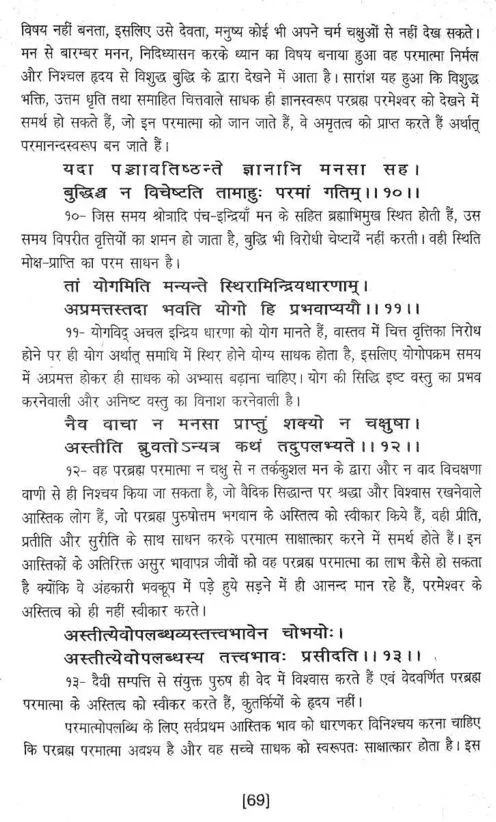 विषय नहीं बनता, इसलिए उसे देवता, मनुष्य कोई भी अपने चर्म चक्षुओं से नहीं देख सकते।
मन से बारम्बार मनन, निदिध्यासन करके ध्यान का विषय बनाया हुआ वह परमात्मा निर्मल
और निश्चल हृदय से विशुद्ध बुद्धि के द्वारा देखने में आता है। सारांश यह हुआ कि विशुद्ध
भक्ति, उत्तम धृति तथा समाहित चित्तवाले साधक ही ज्ञानस्वरूप परब्रह्म परमेश्वर को देखने में
समर्थ हो सकते हैं, जो इन परमात्मा को जान जाते हैं, वे अमृतत्व को प्राप्त करते हैं अर्थात्
परमानन्दस्वरूप बन जाते हैं।
यदा पञ्चावतिष्ठन्ते ज्ञानानि मनसा सह।
बुद्धिश्च न विचेष्टति तामाहुः परमां गतिम्।।१०।।
१०- जिस समय श्रोत्रादि पंच-इन्द्रियाँ मन के सहित ब्रह्माभिमुख स्थित होती हैं, उस
समय विपरीत वृत्तियों का शमन हो जाता है, बुद्धि भी विरोधी चेष्टायें नहीं करती। वही स्थिति
मोक्ष-प्राप्ति का परम साधन है।
तां योगमिति मन्यन्ते स्थिरामिन्द्रियधारणाम्।
अप्रमत्तस्तदा भवति योगो हि प्रभवाप्ययौ।।११।।
११- योगविद् अचल इन्द्रिय धारणा को योग मानते हैं, वास्तव में चित्त वृत्तिका निरोध
होने पर ही योग अर्थात् समाधि में स्थिर होने योग्य साधक होता है, इसलिए योगोपक्रम समय
में अप्रमत्त होकर ही साधक को अभ्यास बढ़ाना चाहिए। योग की सिद्धि इष्ट वस्तु का प्रभव
करनेवाली और अनिष्ट वस्तु का विनाश करनेवाली है।
नैव वाचा न मनसा प्राप्तुं शक्यो न चक्षुषा।
अस्तीति ब्रुवतोऽन्यत्र कथं तदुपलभ्यते।।१२।।
१२- वह परब्रह्म परमात्मा न चक्षु से न तर्ककुशल मन के द्वारा और न वाद विचक्षणा
वाणी से ही निश्चय किया जा सकता है, जो वैदिक सिद्धान्त पर श्रद्धा और विश्वास रखनेवाले
आस्तिक लोग हैं, जो परब्रह्म पुरुषोत्तम भगवान के अस्तित्व को स्वीकार किये हैं, वही प्रीति,
प्रतीति और सुरीति के साथ साधन करके परमात्म साक्षात्कार करने में समर्थ होते हैं। इन
आस्तिकों के अतिरिक्त असुर भावापन्न जीवों को वह परब्रह्म परमात्मा का लाभ कैसे हो सकता
है क्योंकि वे अंहकारी भवकूप में पड़े हुये सड़ने में ही आनन्द मान रहे हैं, परमेश्वर के
अस्तित्व को ही नहीं स्वीकार करते।
अस्तीत्येवोपलब्धव्यस्तत्त्वभावेन चोभयोः।
अस्तीत्येवोपलब्धस्य तत्त्वभावः प्रसीदति।।१३।।
१३- दैवी सम्पत्ति से संयुक्त पुरुष ही वेद में विश्वास करते हैं एवं वेदवर्णित परब्रह्म
परमात्मा के अस्तित्व को स्वीकर करते हैं, कुतर्कियों के हृदय नहीं।
परमात्मोपलब्धि के लिए सर्वप्रथम आस्तिक भाव को धारणकर विनिश्चय करना चाहिए
कि परब्रह्म परमात्मा अवश्य है और वह सच्चे साधक को स्वरूपतः साक्षात्कार होता है। इस
[69]